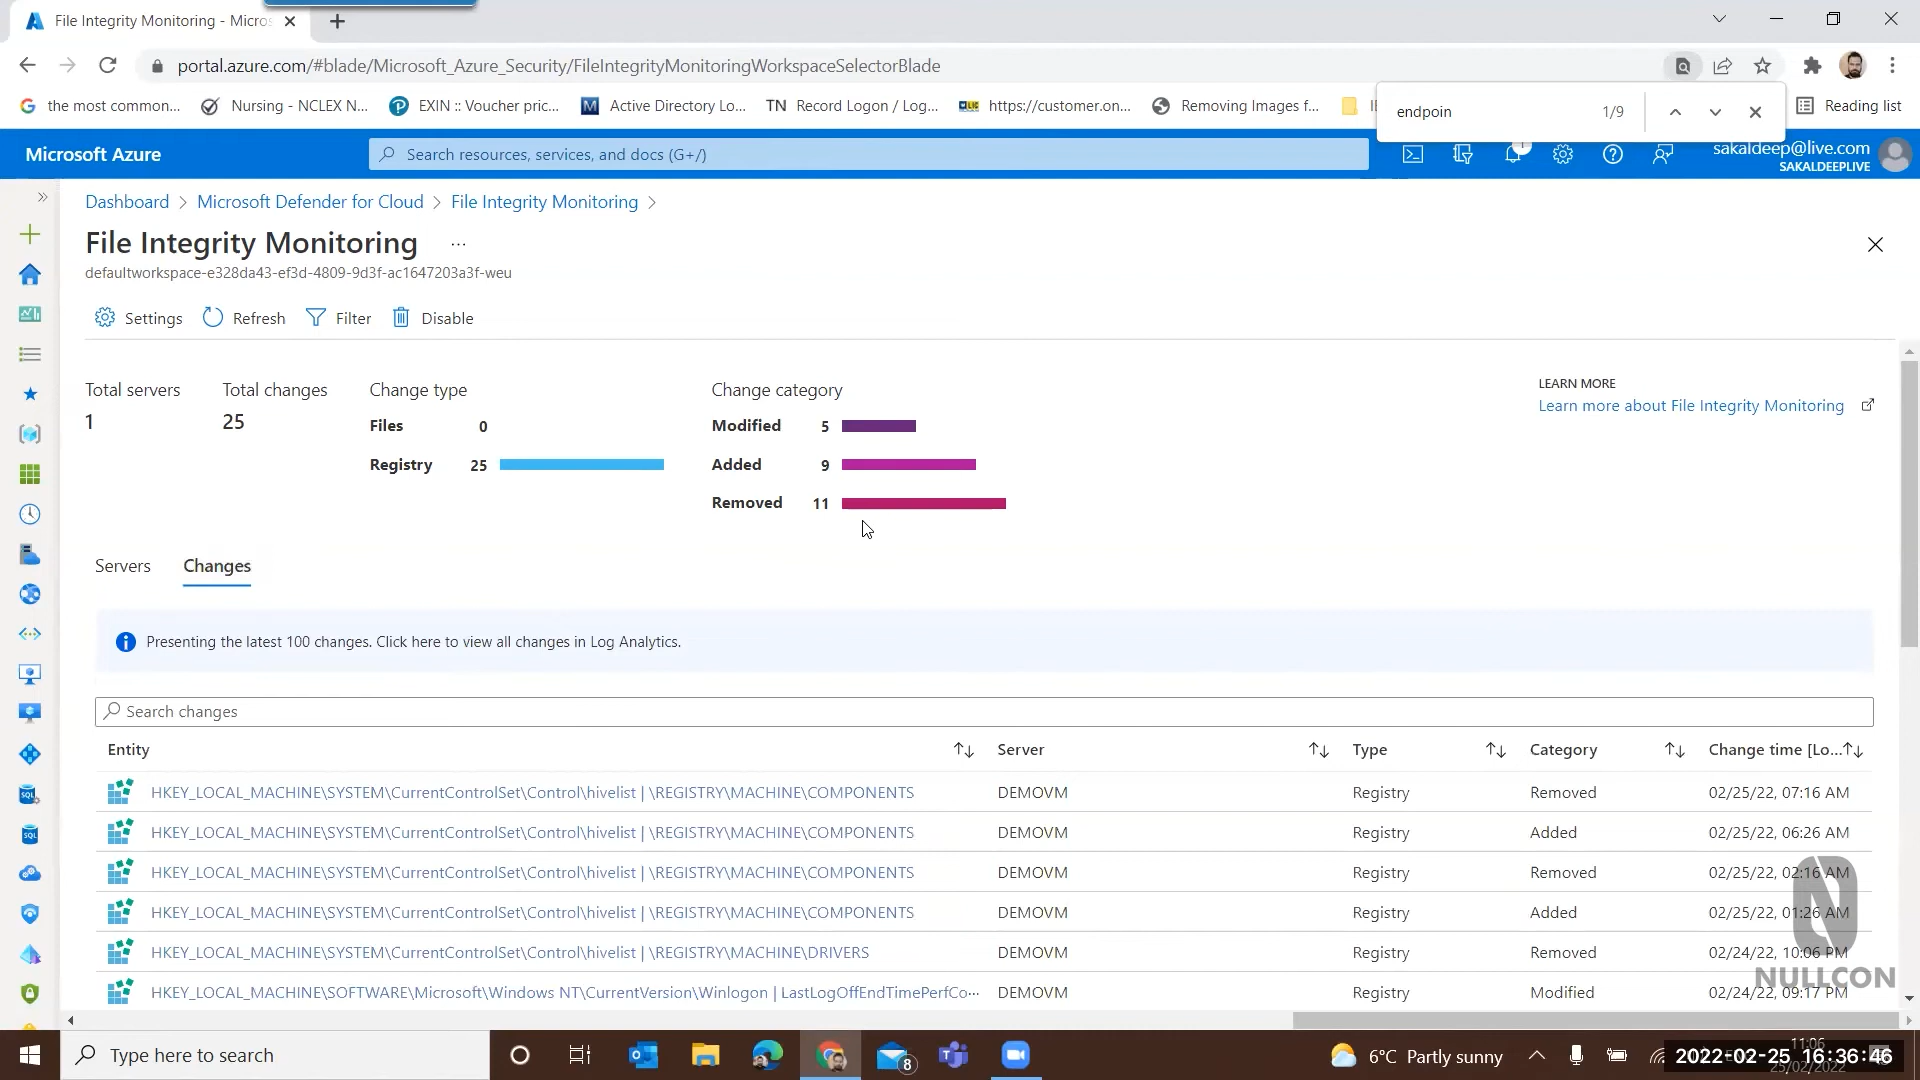 File Integrity Monitoring - Micros
portal.azure.com/#blade/Microsoft_Azure_Security/FileIntegrityMonitoringWorkspaceSelectorBlade
the most common...
Nursing - NCLEX N...
EXIN :: Voucher pric...
Active Directory Lo...
TN Record Logon / Log...
https://customer.on...
Removing Images f...
Reading list
endpoin
1/9
Microsoft Azure
Search resources, services, and docs (G+/)
sakaldeep@live.com
SAKALDEEPLIVE
Dashboard > Microsoft Defender for Cloud > File Integrity Monitoring >
File Integrity Monitoring ...
defaultworkspace-e328da43-ef3d-4809-9d3f-ac1647203a3f-weu
Settings
Refresh
Filter
Disable
Total servers
1
Total changes
25
Change type
Files 0
Registry 25
Change category
Modified 5
Added 9
Removed 11
LEARN MORE
Learn more about File Integrity Monitoring
Servers
Changes
Presenting the latest 100 changes. Click here to view all changes in Log Analytics.
Search changes
Entity Server Type Category Change time [Lo...
HKEY_LOCAL_MACHINE\SYSTEM\CurrentControlSet\Control\hivelist | \REGISTRY\MACHINE\COMPONENTS DEMOVM Registry Removed 02/25/22, 07:16 AM
HKEY_LOCAL_MACHINE\SYSTEM\CurrentControlSet\Control\hivelist | \REGISTRY\MACHINE\COMPONENTS DEMOVM Registry Added 02/25/22, 06:26 AM
HKEY_LOCAL_MACHINE\SYSTEM\CurrentControlSet\Control\hivelist | \REGISTRY\MACHINE\COMPONENTS DEMOVM Registry Removed 02/25/22, 02:16 AM
HKEY_LOCAL_MACHINE\SYSTEM\CurrentControlSet\Control\hivelist | \REGISTRY\MACHINE\COMPONENTS DEMOVM Registry Added 02/25/22, 01:26 AM
HKEY_LOCAL_MACHINE\SYSTEM\CurrentControlSet\Control\hivelist | \REGISTRY\MACHINE\DRIVERS DEMOVM Registry Removed 02/24/22, 10:06 PM
HKEY_LOCAL_MACHINE\SOFTWARE\Microsoft\Windows NT\CurrentVersion\Winlogon | LastLogOffEndTimePerfCo... DEMOVM Registry Modified 02/24/22, 09:17 PM
NULLCON
Type here to search
8
6°C Partly sunny
11:06
25/02/2022
2022-02-25 16:36:46